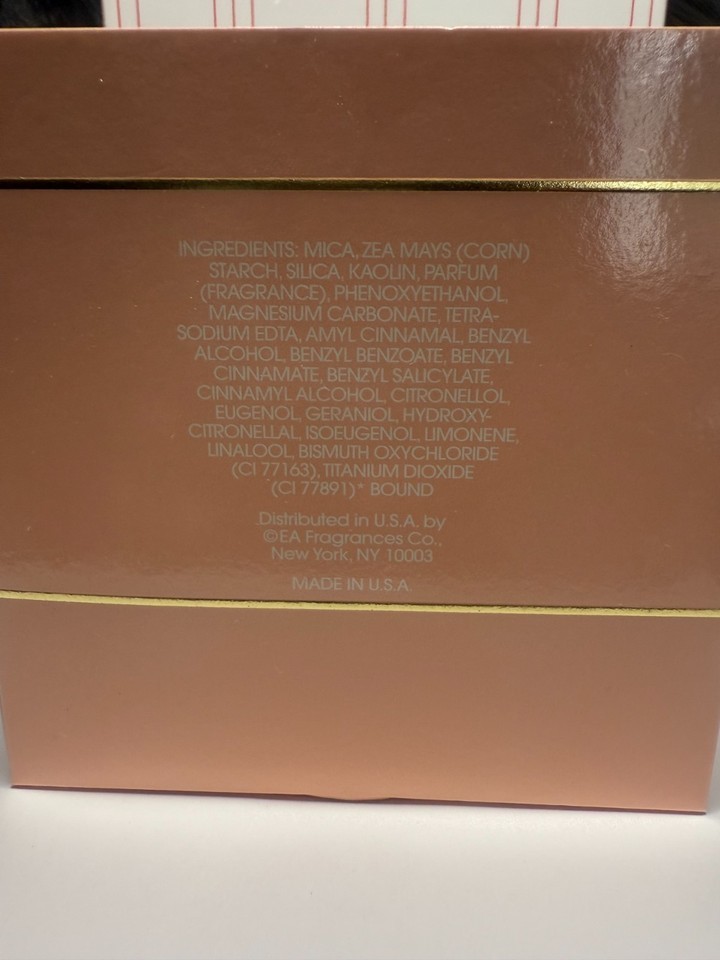 INGREDIENTS: MICA, ZEA MAYS (CORN)
STARCH, SILICA, KAOLIN, PARFUM
(FRAGRANCE), PHENOXYETHANOL,
MAGNESIUM CARBONATE, TETRA-
SODIUM EDTA, AMYL CINNAMAL, BENZYL
ALCOHOL, BENZYL BENZOATE, BENZYL
CINNAMATE, BENZYL SALICYLATE,
CINNAMYL ALCOHOL, CITRONELLOL,
EUGENOL, GERANIOL, HYDROXY-
CITRONELLAL, ISOEUGENOL, LIMONENE,
LINALOOL, BISMUTH OXYCHLORIDE
(CI 77163), TITANIUM DIOXIDE
(CI 77891)* BOUND
Distributed in U.S.A. by
©EA Fragrances Co.,
New York, NY 10003
MADE IN U.S.A.